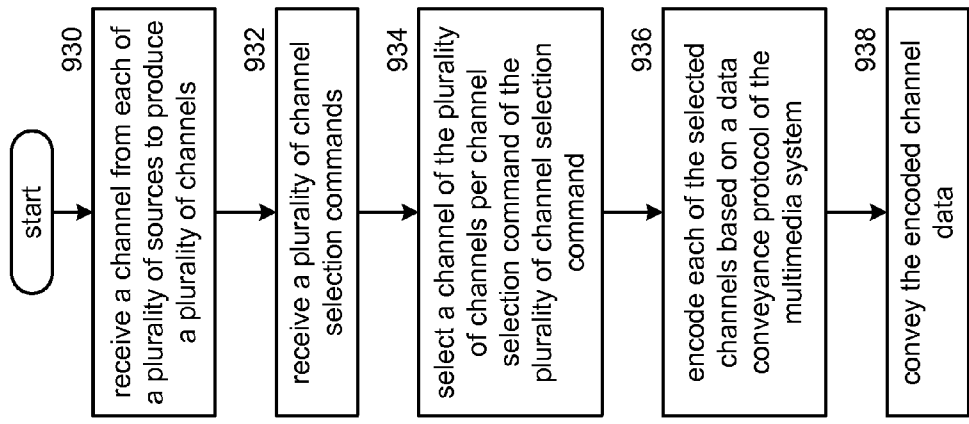 start
930
receive a channel from each of
a plurality of sources to produce
a plurality of channels
932
receive a plurality of channel
selection commands
934
select a channel of the plurality
of channels per channel
selection command of the
plurality of channel selection
command
936
encode each of the selected
channels based on a data
conveyance protocol of the
multimedia system
938
convey the encoded channel
data